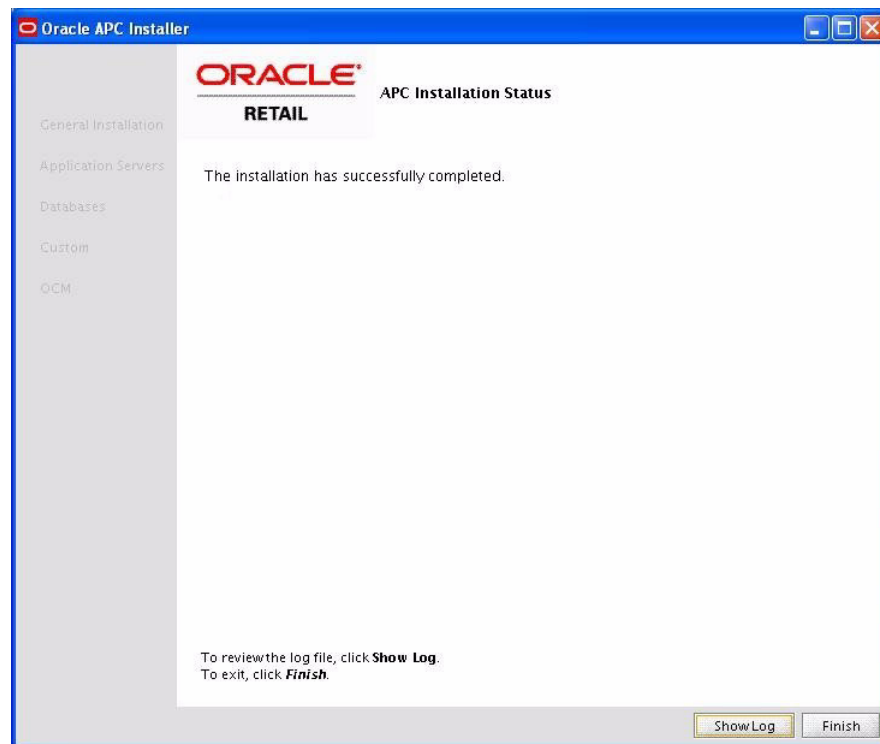 Oracle APC Installer
ORACLE
RETAIL
APC Installation Status
General Installation
Application Servers
Databases
Custom
OCM
The installation has successfully completed.
To review the log file, click Show Log.
To exit, click Finish.
Show Log
Finish